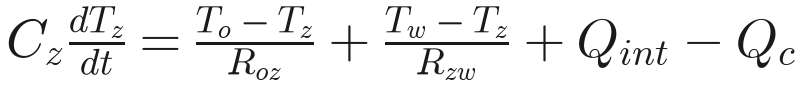 $C_z \frac{dT_z}{dt} = \frac{T_o - T_z}{R_{oz}} + \frac{T_w - T_z}{R_{zw}} + Q_{int} - Q_c$